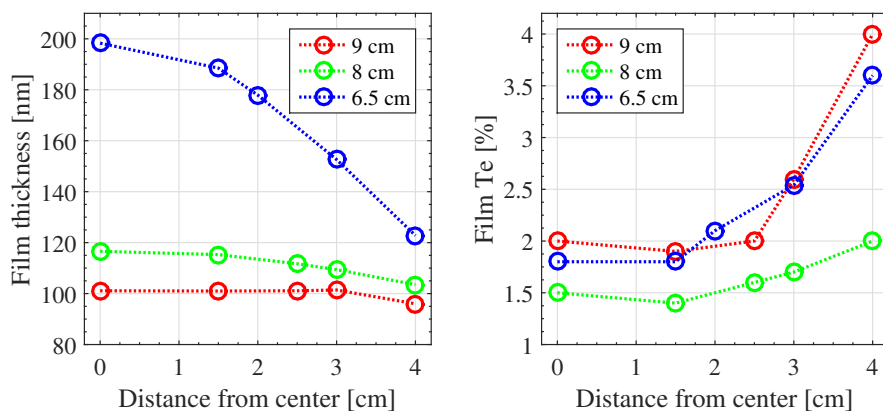 Film thickness [nm]
200
180
160
140
120
100
80
0
1
2
3
4
Distance from center [cm]
9 cm
8 cm
6.5 cm
Film Te [%]
4
3.5
3
2.5
2
1.5
1
0
1
2
3
4
Distance from center [cm]
9 cm
8 cm
6.5 cm